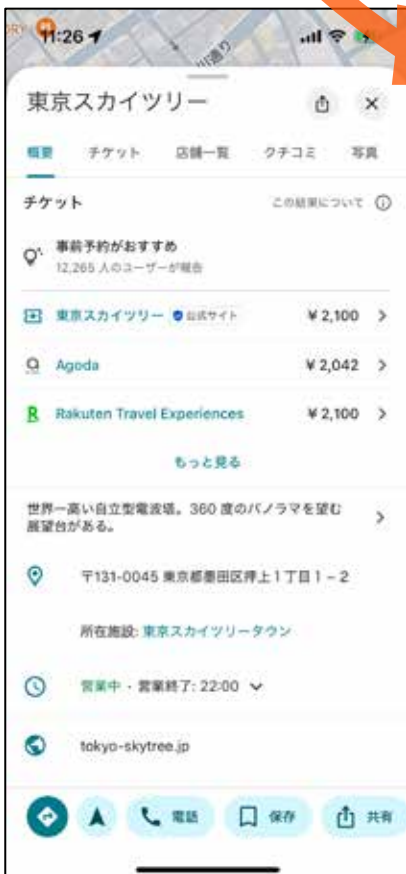 11:26
川通り
東京スカイツリー
概要 チケット 店舗一覧 クチコミ 写真
チケット この結果について
事前予約がおすすめ
12,265 人のユーザーが報告
東京スカイツリー 公式サイト ¥ 2,100
Agoda ¥ 2,042
Rakuten Travel Experiences ¥ 2,100
もっと見る
世界一高い自立型電波塔。360 度のパノラマを望む
展望台がある。
〒131-0045 東京都墨田区押上1丁目1−2
所在施設: 東京スカイツリータウン
営業中・営業終了: 22:00
tokyo-skytree.jp
電話 保存 共有